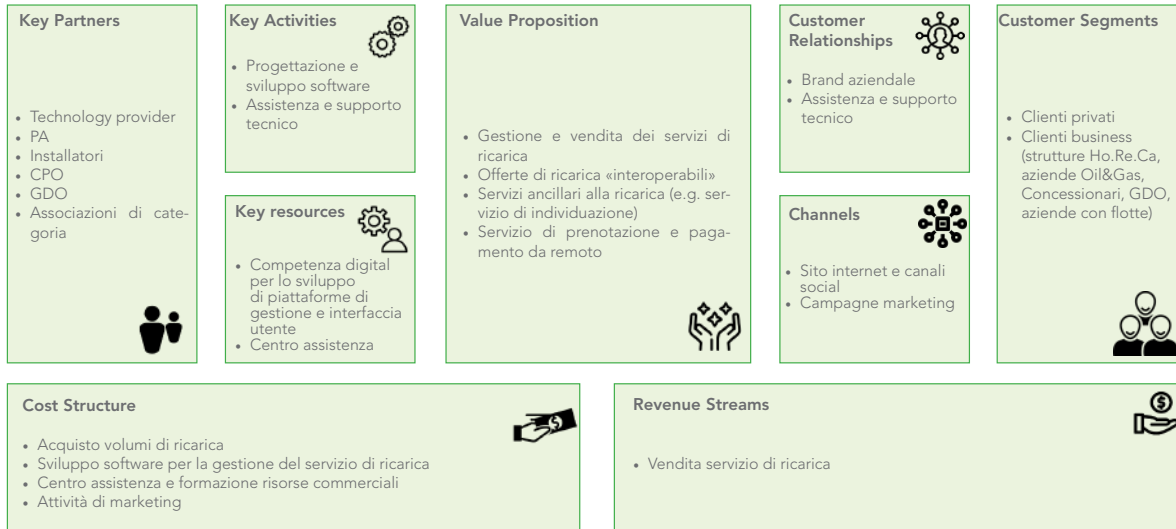 Key Partners
• Technology provider
• PA
• Installatori
• CPO
• GDO
• Associazioni di cate-
goria
Key Activities
• Progettazione e
sviluppo software
• Assistenza e supporto
tecnico
Key resources
• Competenza digital
per lo sviluppo
di piattaforme di
gestione e interfaccia
utente
• Centro assistenza
Value Proposition
• Gestione e vendita dei servizi di
ricarica
• Offerte di ricarica «interoperabili»
• Servizi ancillari alla ricarica (e.g. ser-
vizio di individuazione)
• Servizio di prenotazione e paga-
mento da remoto
Customer
Relationships
• Brand aziendale
• Assistenza e supporto
tecnico
Channels
• Sito internet e canali
social
• Campagne marketing
Customer Segments
• Clienti privati
• Clienti business
(strutture Ho.Re.Ca,
aziende Oil&Gas,
Concessionari, GDO,
aziende con flotte)
Cost Structure
• Acquisto volumi di ricarica
• Sviluppo software per la gestione del servizio di ricarica
• Centro assistenza e formazione risorse commerciali
• Attività di marketing
Revenue Streams
• Vendita servizio di ricarica